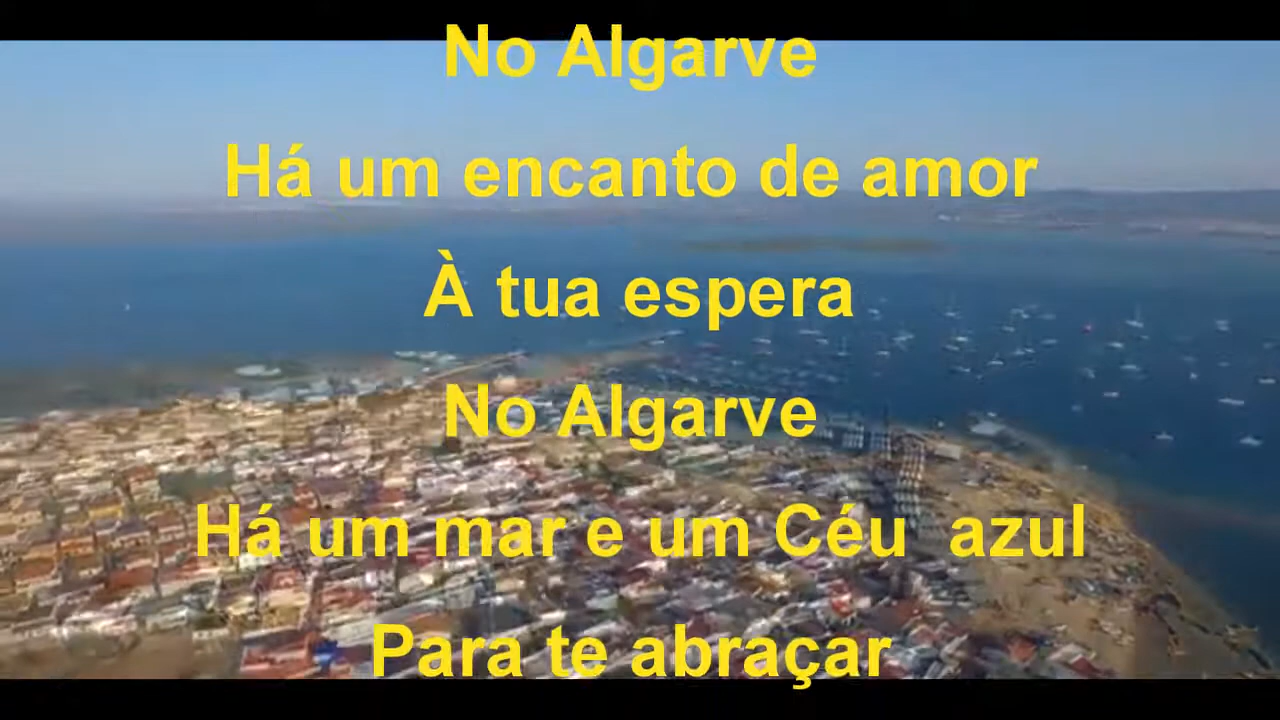 No Algarve
Há um encanto de amor
À tua espera
No Algarve
Há um mar e um Céu  azul
Para te abraçar